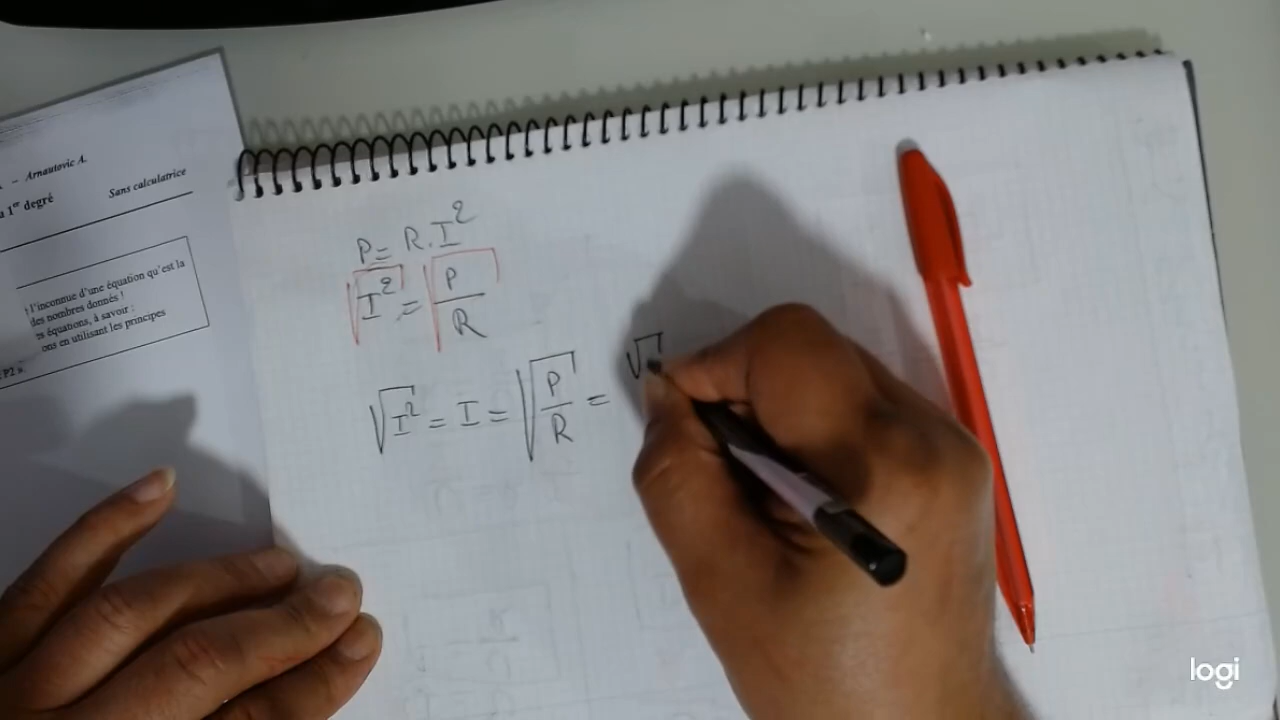 – Arnautovic A.
1er degré
Sans calculatrice
l'inconnue d'une équation qu'est la
des nombres donnés !
équations, à savoir :
ons en utilisant les principes
P = R.I²
√I² = √P/R
√I² = I = √P/R = √
logi